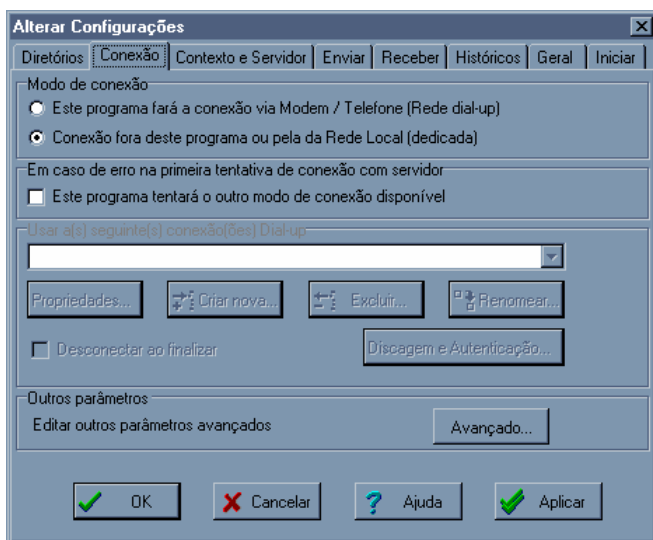 Alterar Configurações
Diretórios Conexão Contexto e Servidor Enviar Receber Históricos Geral Iniciar
Modo de conexão
Este programa fará a conexão via Modem / Telefone (Rede dial-up)
Conexão fora deste programa ou pela da Rede Local (dedicada)
Em caso de erro na primeira tentativa de conexão com servidor
Este programa tentará o outro modo de conexão disponível
Usar a(s) seguinte(s) conexão(ões) Dial-up
Propriedades... Criar nova... Excluir... Renomear...
Desconectar ao finalizar Discagem e Autenticação...
Outros parâmetros
Editar outros parâmetros avançados Avançado...
OK Cancelar Ajuda Aplicar